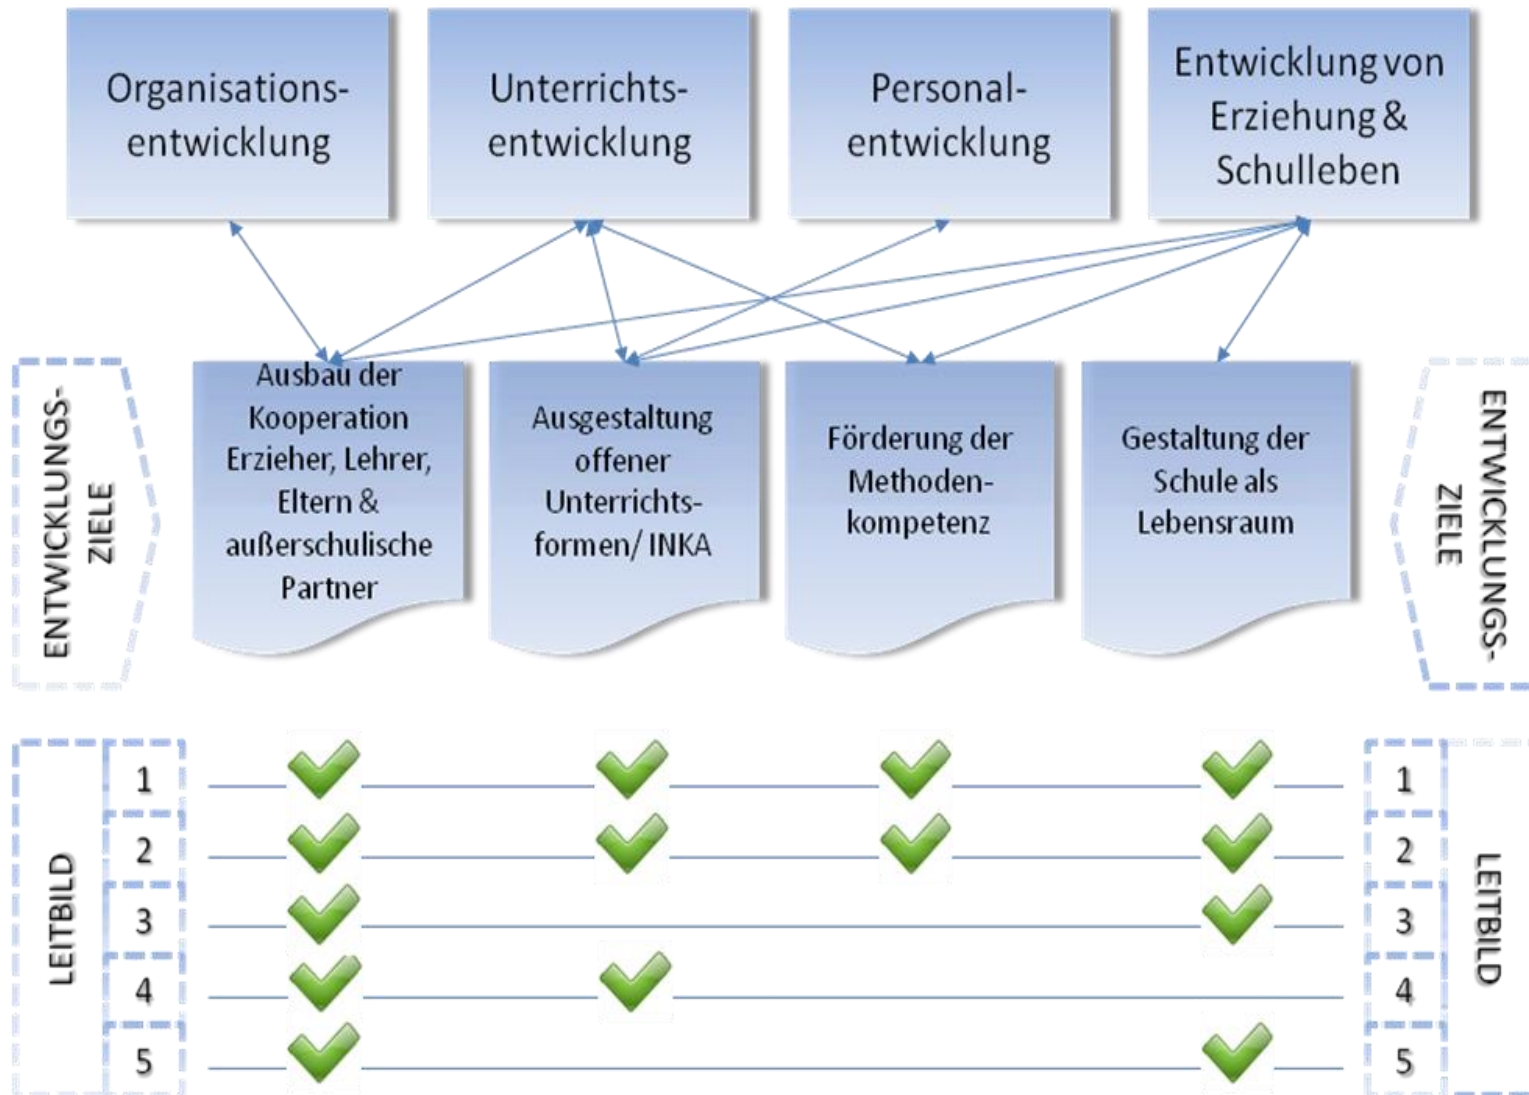 Organisations-
entwicklung
Unterrichts-
entwicklung
Personal-
entwicklung
Entwicklung von
Erziehung &
Schulleben
ENTWICKLUNGS-
ZIELE
Ausbau der
Kooperation
Erzieher, Lehrer,
Eltern &
außerschulische
Partner
Ausgestaltung
offener
Unterrichts-
formen/ INKA
Förderung der
Methoden-
kompetenz
Gestaltung der
Schule als
Lebensraum
ENTWICKLUNGS-
ZIELE
LEITBILD
1
2
3
4
5
1
2
3
4
5
LEITBILD